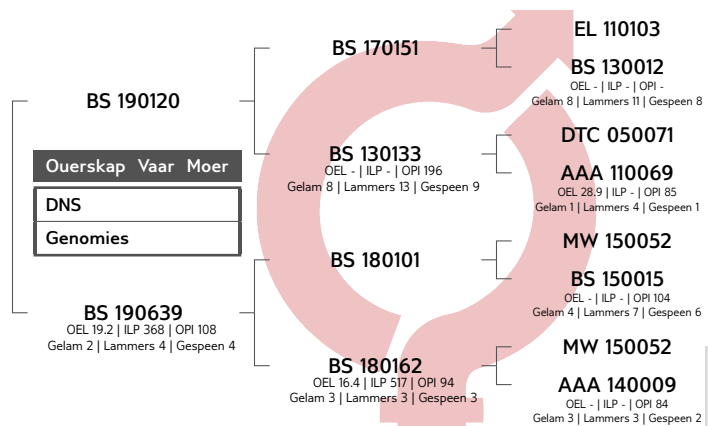 BS 190120
Ouerskap Vaar Moer
DNS
Genomies
BS 190639
OEL 19.2 | ILP 368 | OPI 108
Gelam 2 | Lammers 4 | Gespeen 4
BS 170151
BS 130133
OEL - | ILP - | OPI 196
Gelam 8 | Lammers 13 | Gespeen 9
BS 180101
BS 180162
OEL 16.4 | ILP 517 | OPI 94
Gelam 3 | Lammers 3 | Gespeen 3
EL 110103
BS 130012
OEL - | ILP - | OPI -
Gelam 8 | Lammers 11 | Gespeen 8
DTC 050071
AAA 110069
OEL 28.9 | ILP - | OPI 85
Gelam 1 | Lammers 4 | Gespeen 1
MW 150052
BS 150015
OEL - | ILP - | OPI 104
Gelam 4 | Lammers 7 | Gespeen 6
MW 150052
AAA 140009
OEL - | ILP - | OPI 84
Gelam 3 | Lammers 3 | Gespeen 2